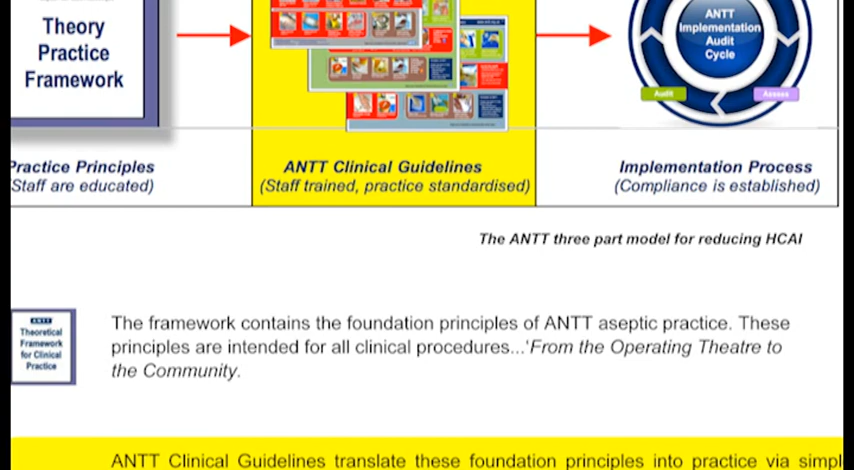 Theory
Practice
Framework
ANTT
Implementation
Audit
Cycle
Audit
Assess
Practice Principles
(Staff are educated)
ANTT Clinical Guidelines
(Staff trained, practice standardised)
Implementation Process
(Compliance is established)
The ANTT three part model for reducing HCAI
ANTT
Theoretical
Framework
for Clinical
Practice
The framework contains the foundation principles of ANTT aseptic practice. These
principles are intended for all clinical procedures...'From the Operating Theatre to
the Community.
ANTT Clinical Guidelines translate these foundation principles into practice via simpl